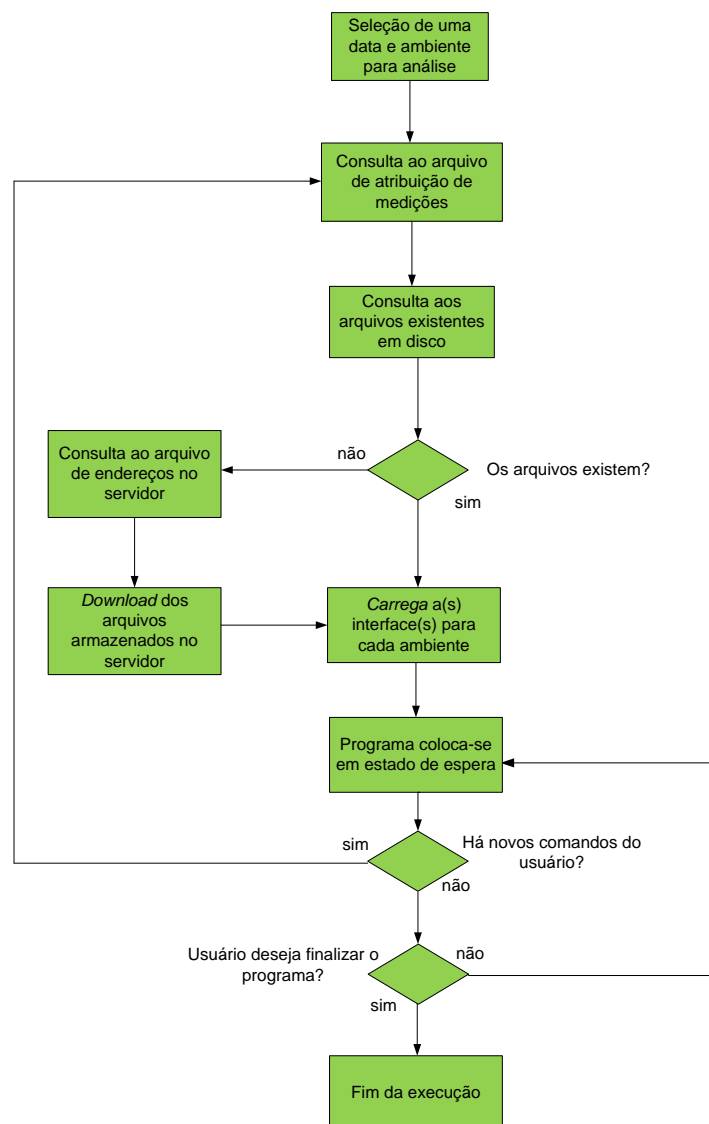 Seleção de uma
data e ambiente
para análise
Consulta ao arquivo
de atribuição de
medições
Consulta aos
arquivos existentes
em disco
Consulta ao arquivo
de endereços no
servidor
não
Os arquivos existem?
sim
Download dos
arquivos
armazenados no
servidor
Carrega a(s)
interface(s) para
cada ambiente
Programa coloca-se
em estado de espera
sim
Há novos comandos do
usuário?
não
Usuário deseja finalizar o
programa?
não
sim
Fim da execução